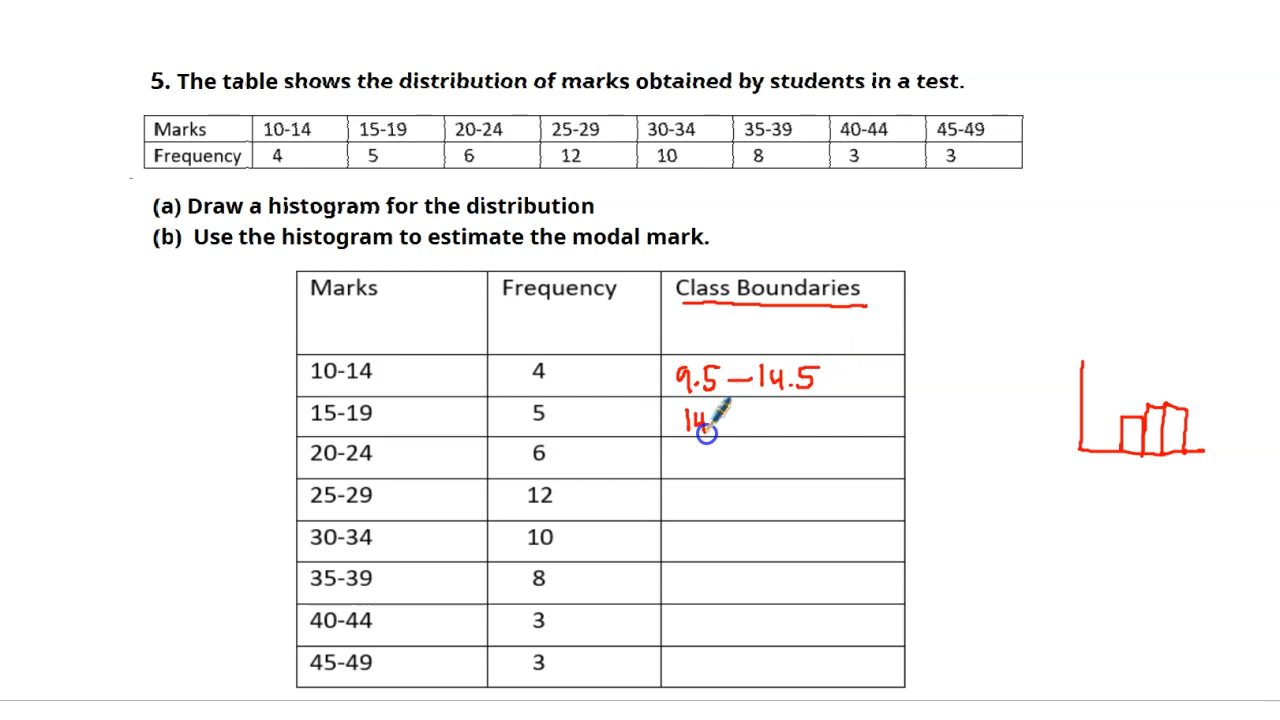 5. The table shows the distribution of marks obtained by students in a test.
Marks 10-14 15-19 20-24 25-29 30-34 35-39 40-44 45-49
Frequency 4 5 6 12 10 8 3 3
(a) Draw a histogram for the distribution
(b) Use the histogram to estimate the modal mark.
Marks Frequency Class Boundaries
10-14 4 9.5 – 14.5
15-19 5 14
20-24 6
25-29 12
30-34 10
35-39 8
40-44 3
45-49 3